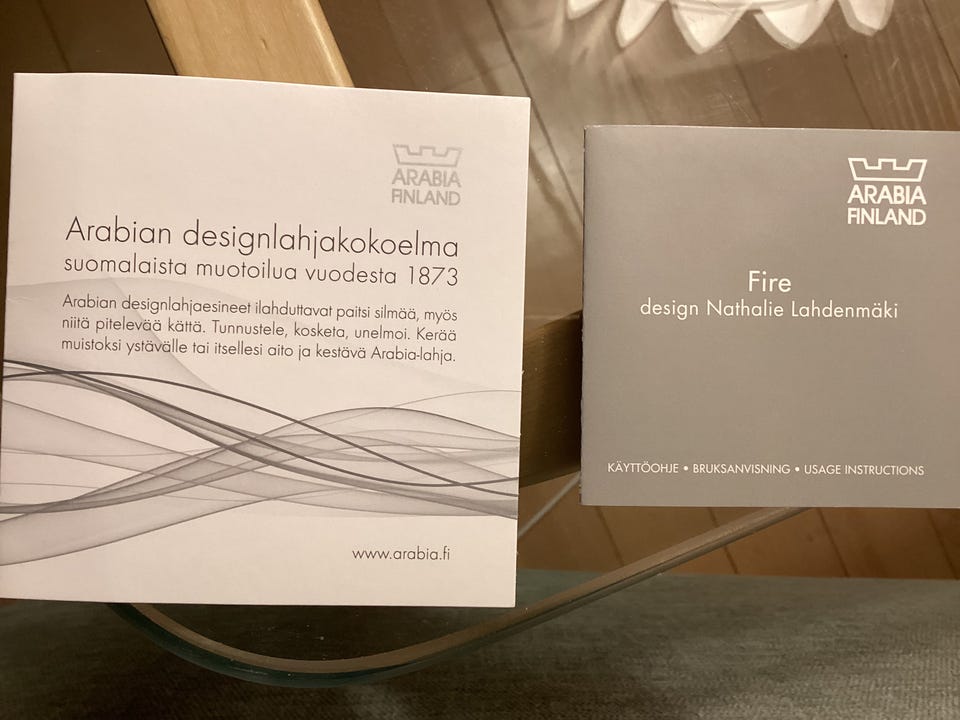 ARABIA
FINLAND
Arabian designlahjakokoelma
suomalaista muotoilua vuodesta 1873
Arabian designlahjaesineet ilahduttavat paitsi silmää, myös
niitä pitelevää kättä. Tunnustele, kosketa, unelmoi. Kerää
muistoksi ystävälle tai itsellesi aito ja kestävä Arabia-lahja.
www.arabia.fi
ARABIA
FINLAND
Fire
design Nathalie Lahdenmäki
KÄYTTÖOHJE • BRUKSANVISNING • USAGE INSTRUCTIONS